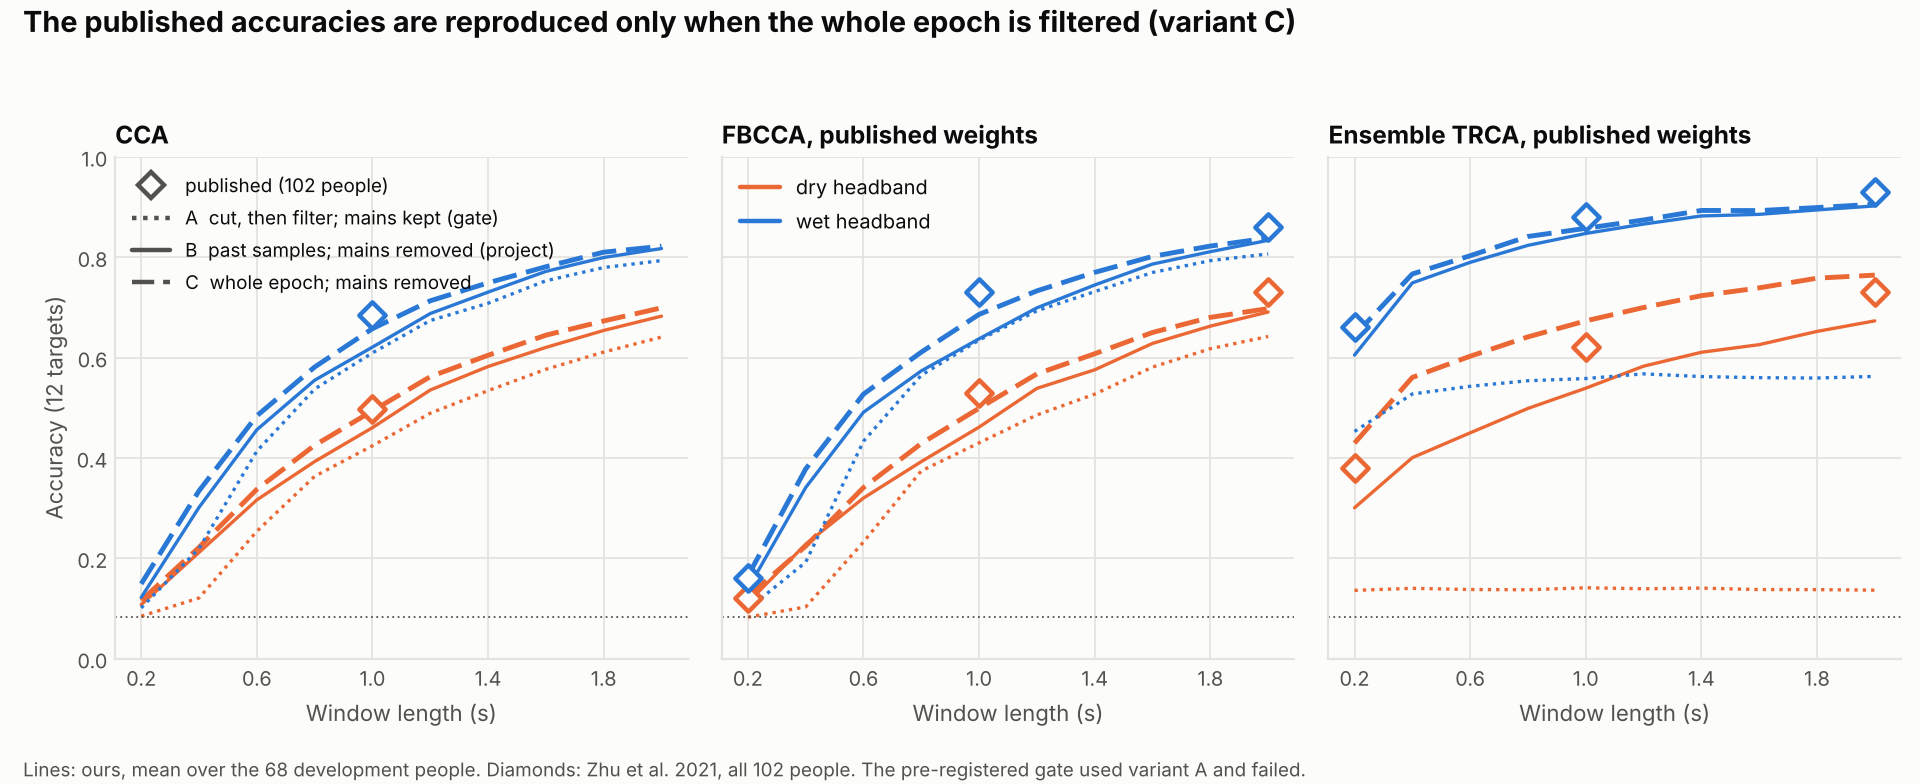 The published accuracies are reproduced only when the whole epoch is filtered (variant C)
CCA
FBCCA, published weights
Ensemble TRCA, published weights
published (102 people)
A cut, then filter; mains kept (gate)
B past samples; mains removed (project)
C whole epoch; mains removed
dry headband
wet headband
Accuracy (12 targets)
1.0
0.8
0.6
0.4
0.2
0.0
0.2 0.6 1.0 1.4 1.8
0.2 0.6 1.0 1.4 1.8
0.2 0.6 1.0 1.4 1.8
Window length (s)
Window length (s)
Window length (s)
Lines: ours, mean over the 68 development people. Diamonds: Zhu et al. 2021, all 102 people. The pre-registered gate used variant A and failed.